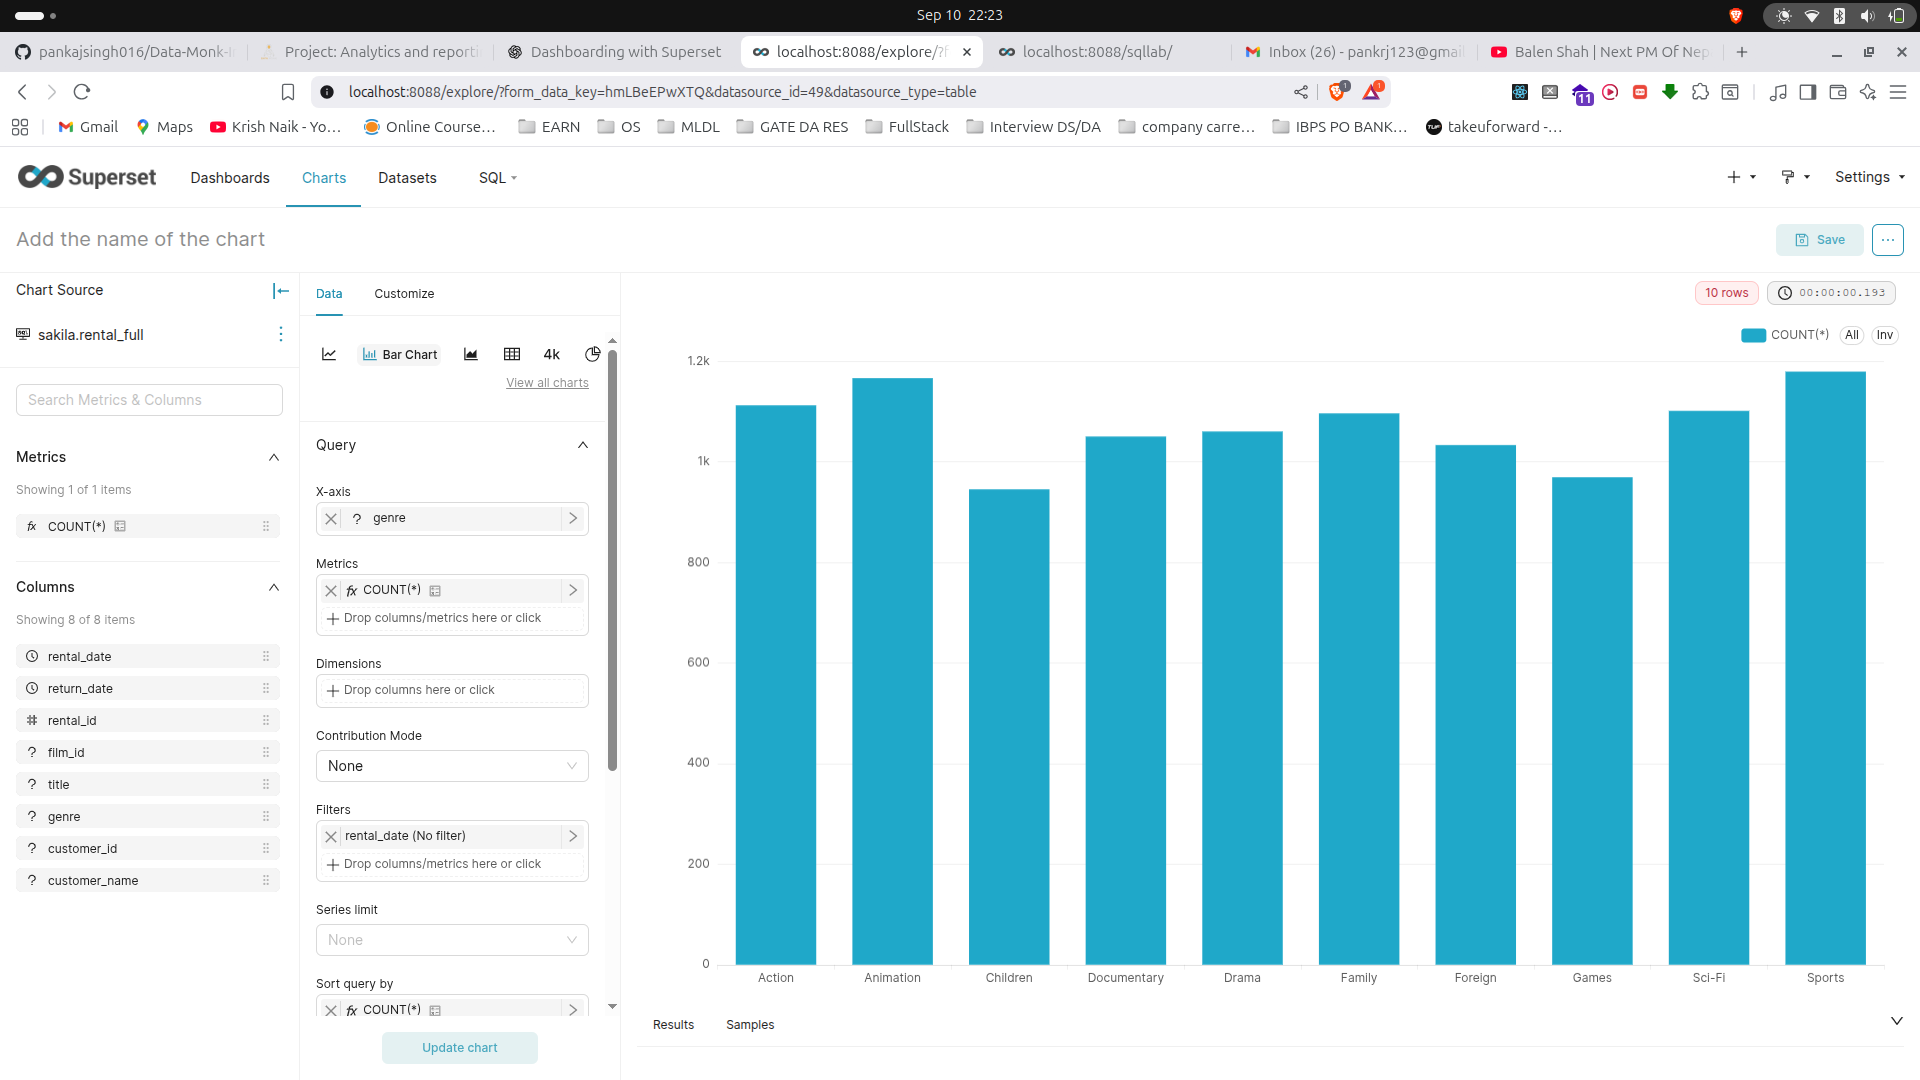 Sep 10 22:23
pankajsingh016/Data-Monk-
Project: Analytics and reporti
Dashboarding with Superset
localhost:8088/explore/?f
localhost:8088/sqllab/
Inbox (26) - pankrj123@gmai
Balen Shah | Next PM Of Nep
localhost:8088/explore/?form_data_key=hmLBeEPwXTQ&datasource_id=49&datasource_type=table
1
1
11
Gmail
Maps
Krish Naik - Yo...
Online Course...
EARN
OS
MLDL
GATE DA RES
FullStack
Interview DS/DA
company carre...
IBPS PO BANK...
takeuforward -...
Superset
Dashboards
Charts
Datasets
SQL
Settings
Add the name of the chart
Save
Chart Source
sakila.rental_full
Search Metrics & Columns
Metrics
Showing 1 of 1 items
fx COUNT(*)
Columns
Showing 8 of 8 items
rental_date
return_date
# rental_id
? film_id
? title
? genre
? customer_id
? customer_name
Data
Customize
Bar Chart
4k
View all charts
Query
X-axis
? genre
Metrics
fx COUNT(*)
Drop columns/metrics here or click
Dimensions
Drop columns here or click
Contribution Mode
None
Filters
rental_date (No filter)
Drop columns/metrics here or click
Series limit
None
Sort query by
fx COUNT(*)
Update chart
10 rows
00:00:00.193
COUNT(*)
All
Inv
1.2k
1k
800
600
400
200
0
Action
Animation
Children
Documentary
Drama
Family
Foreign
Games
Sci-Fi
Sports
Results
Samples